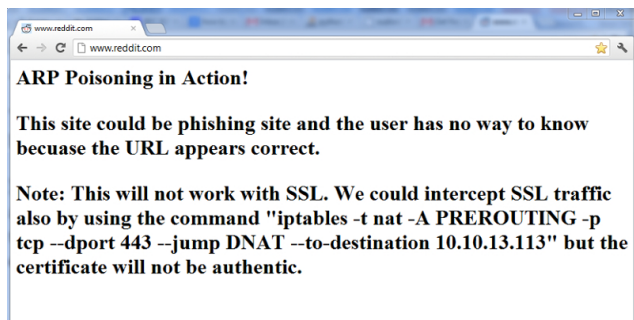 www.reddit.com
www.reddit.com
ARP Poisoning in Action!
This site could be phishing site and the user has no way to know
becuase the URL appears correct.
Note: This will not work with SSL. We could intercept SSL traffic
also by using the command "iptables -t nat -A PREROUTING -p
tcp --dport 443 --jump DNAT --to-destination 10.10.13.113" but the
certificate will not be authentic.